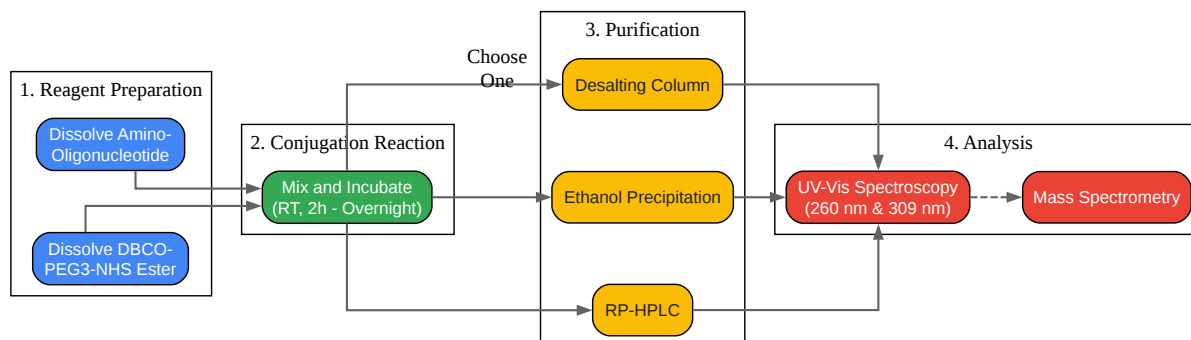 1. Reagent Preparation
Dissolve Amino-
Oligonucleotide
Dissolve DBCO-
PEG3-NHS Ester
2. Conjugation Reaction
Mix and Incubate
(RT, 2h - Overnight)
Choose
One
3. Purification
Desalting Column
Ethanol Precipitation
RP-HPLC
4. Analysis
UV-Vis Spectroscopy
(260 nm & 309 nm)
Mass Spectrometry